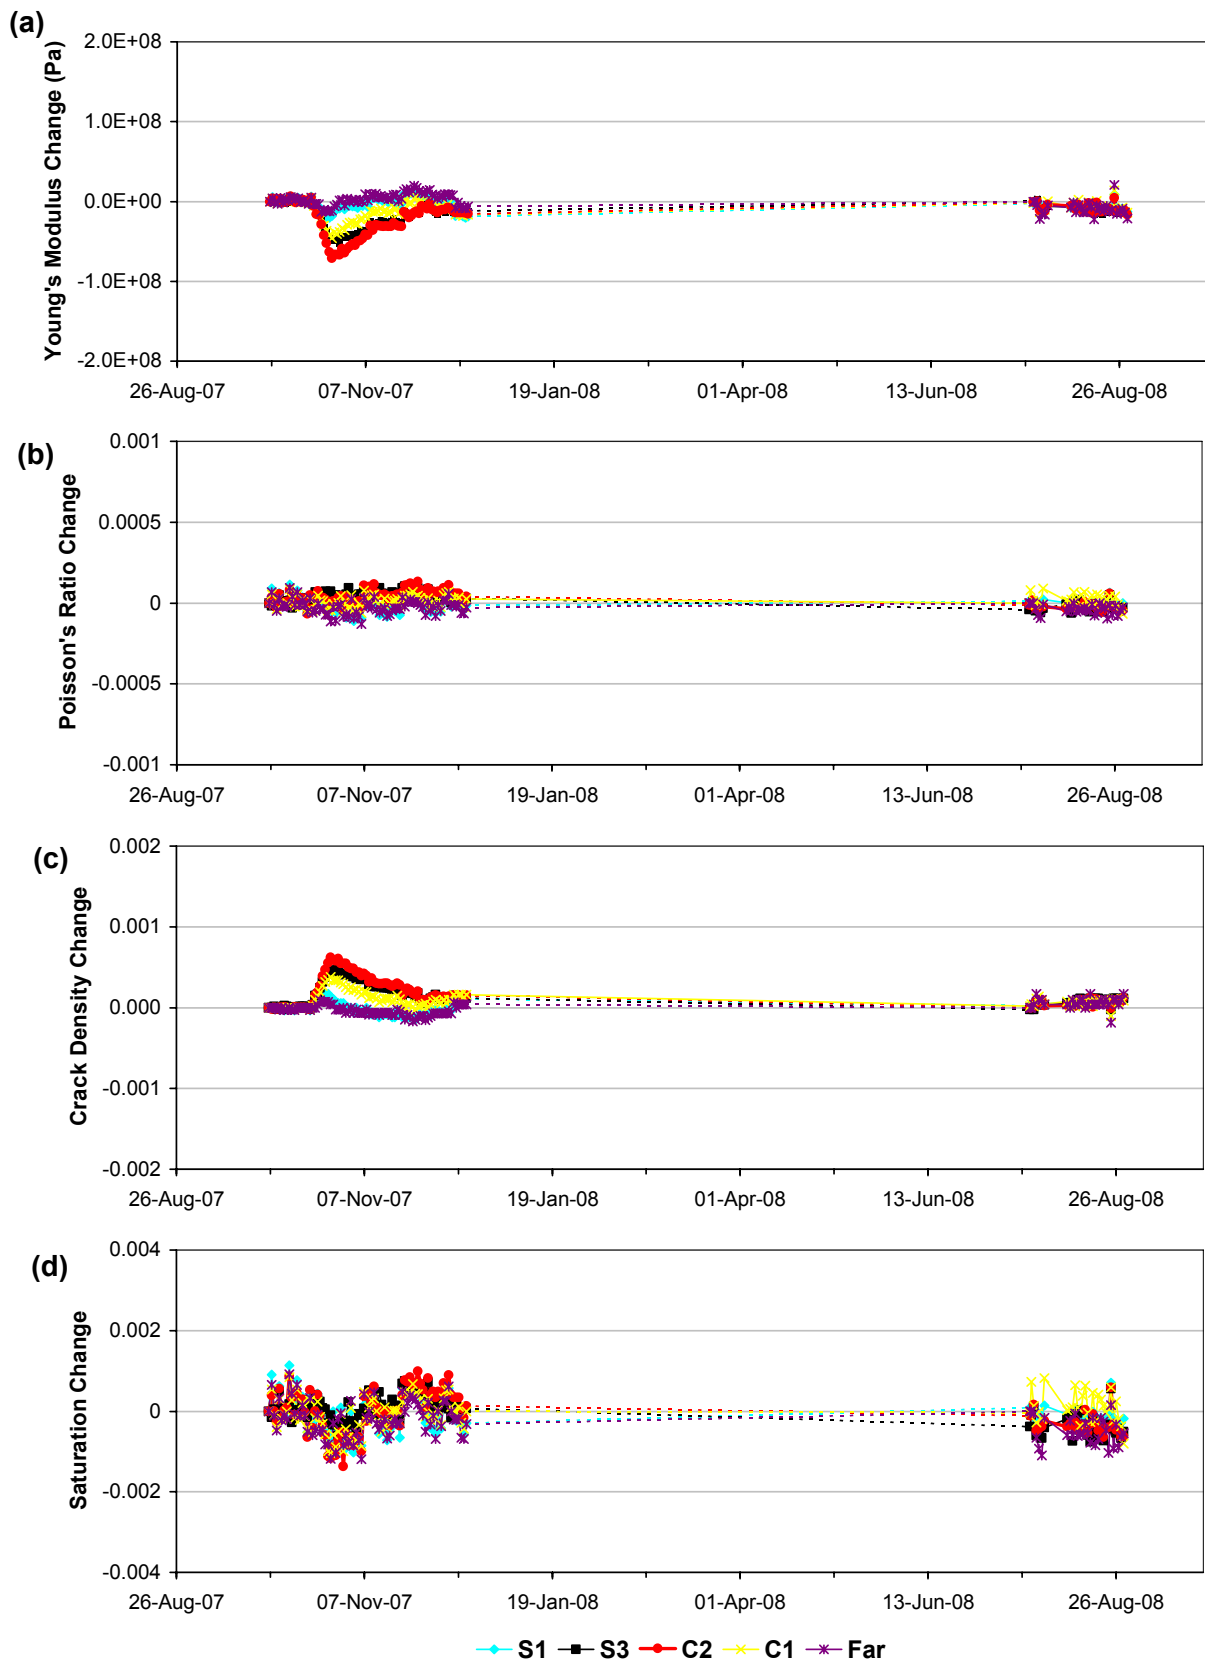 (a)
Young's Modulus Change (Pa)
2.0E+08
1.0E+08
0.0E+00
-1.0E+08
-2.0E+08
26-Aug-07 07-Nov-07 19-Jan-08 01-Apr-08 13-Jun-08 26-Aug-08
(b)
Poisson's Ratio Change
0.001
0.0005
0
-0.0005
-0.001
26-Aug-07 07-Nov-07 19-Jan-08 01-Apr-08 13-Jun-08 26-Aug-08
(c)
Crack Density Change
0.002
0.001
0.000
-0.001
-0.002
26-Aug-07 07-Nov-07 19-Jan-08 01-Apr-08 13-Jun-08 26-Aug-08
(d)
Saturation Change
0.004
0.002
0
-0.002
-0.004
26-Aug-07 07-Nov-07 19-Jan-08 01-Apr-08 13-Jun-08 26-Aug-08
S1 S3 C2 C1 Far